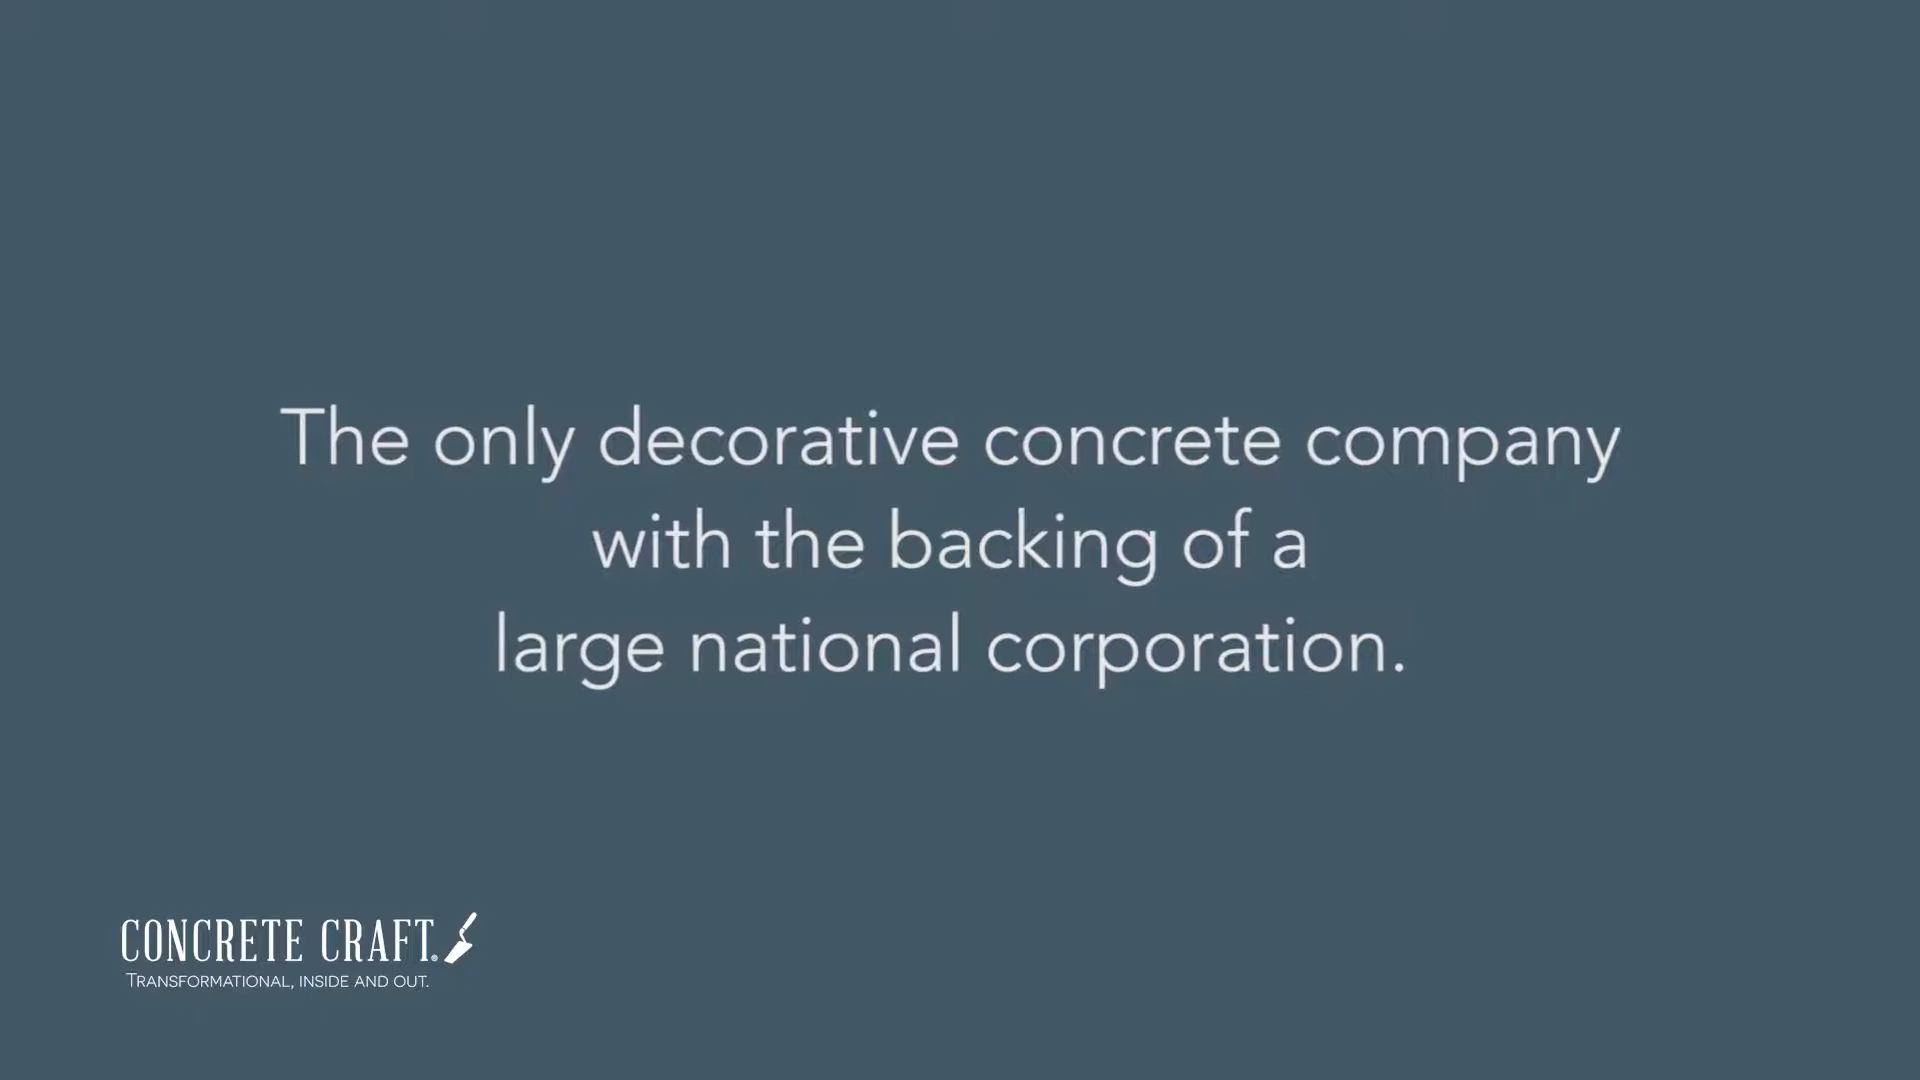 The only decorative concrete company
with the backing of a
large national corporation.
CONCRETE CRAFT®
TRANSFORMATIONAL, INSIDE AND OUT.